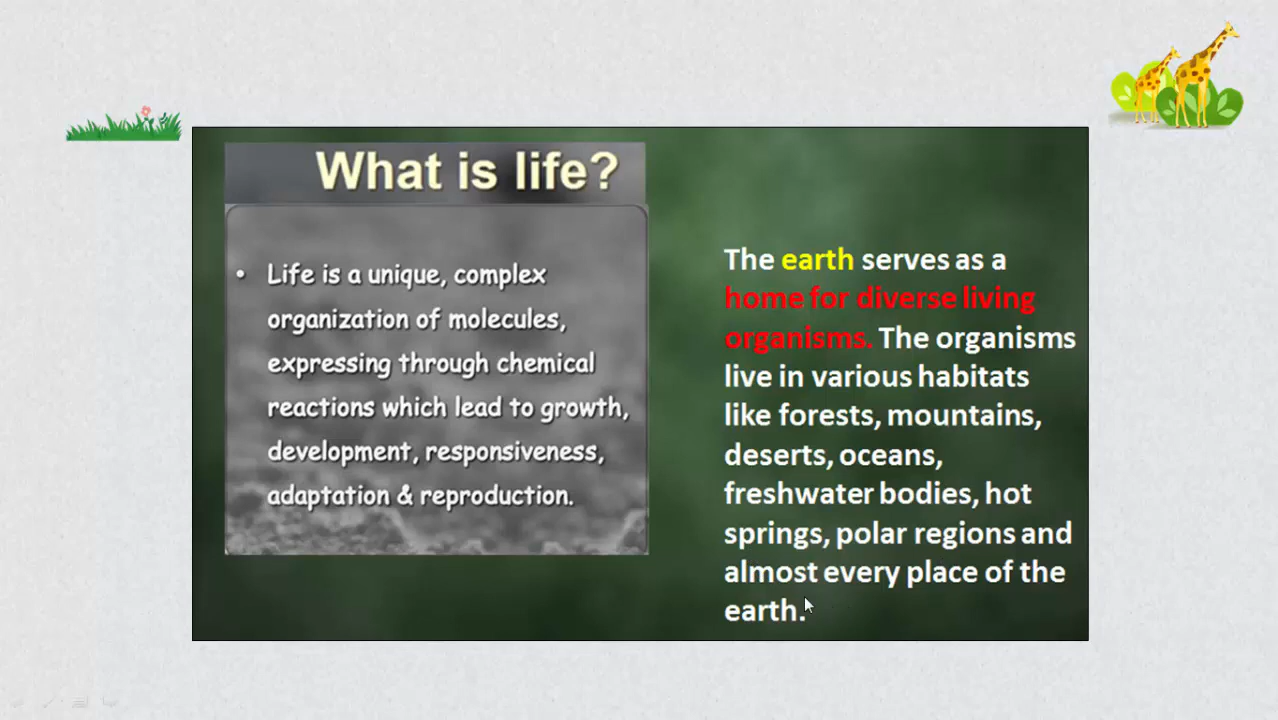 What is life?
• Life is a unique, complex
organization of molecules,
expressing through chemical
reactions which lead to growth,
development, responsiveness,
adaptation & reproduction.
The earth serves as a
home for diverse living
organisms. The organisms
live in various habitats
like forests, mountains,
deserts, oceans,
freshwater bodies, hot
springs, polar regions and
almost every place of the
earth.